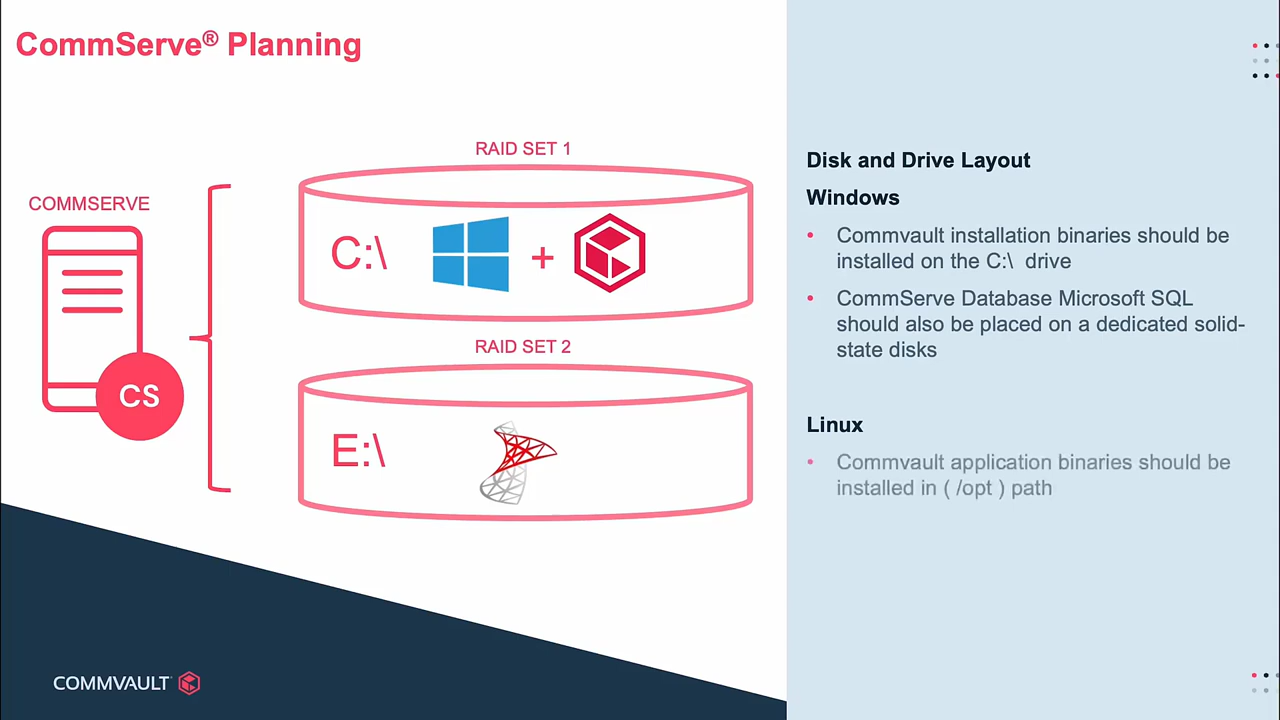 CommServe® Planning
COMMSERVE
CS
RAID SET 1
C:\
+
RAID SET 2
E:\
COMMVAULT
Disk and Drive Layout
Windows
• Commvault installation binaries should be
installed on the C:\ drive
• CommServe Database Microsoft SQL
should also be placed on a dedicated solid-
state disks
Linux
• Commvault application binaries should be
installed in ( /opt ) path